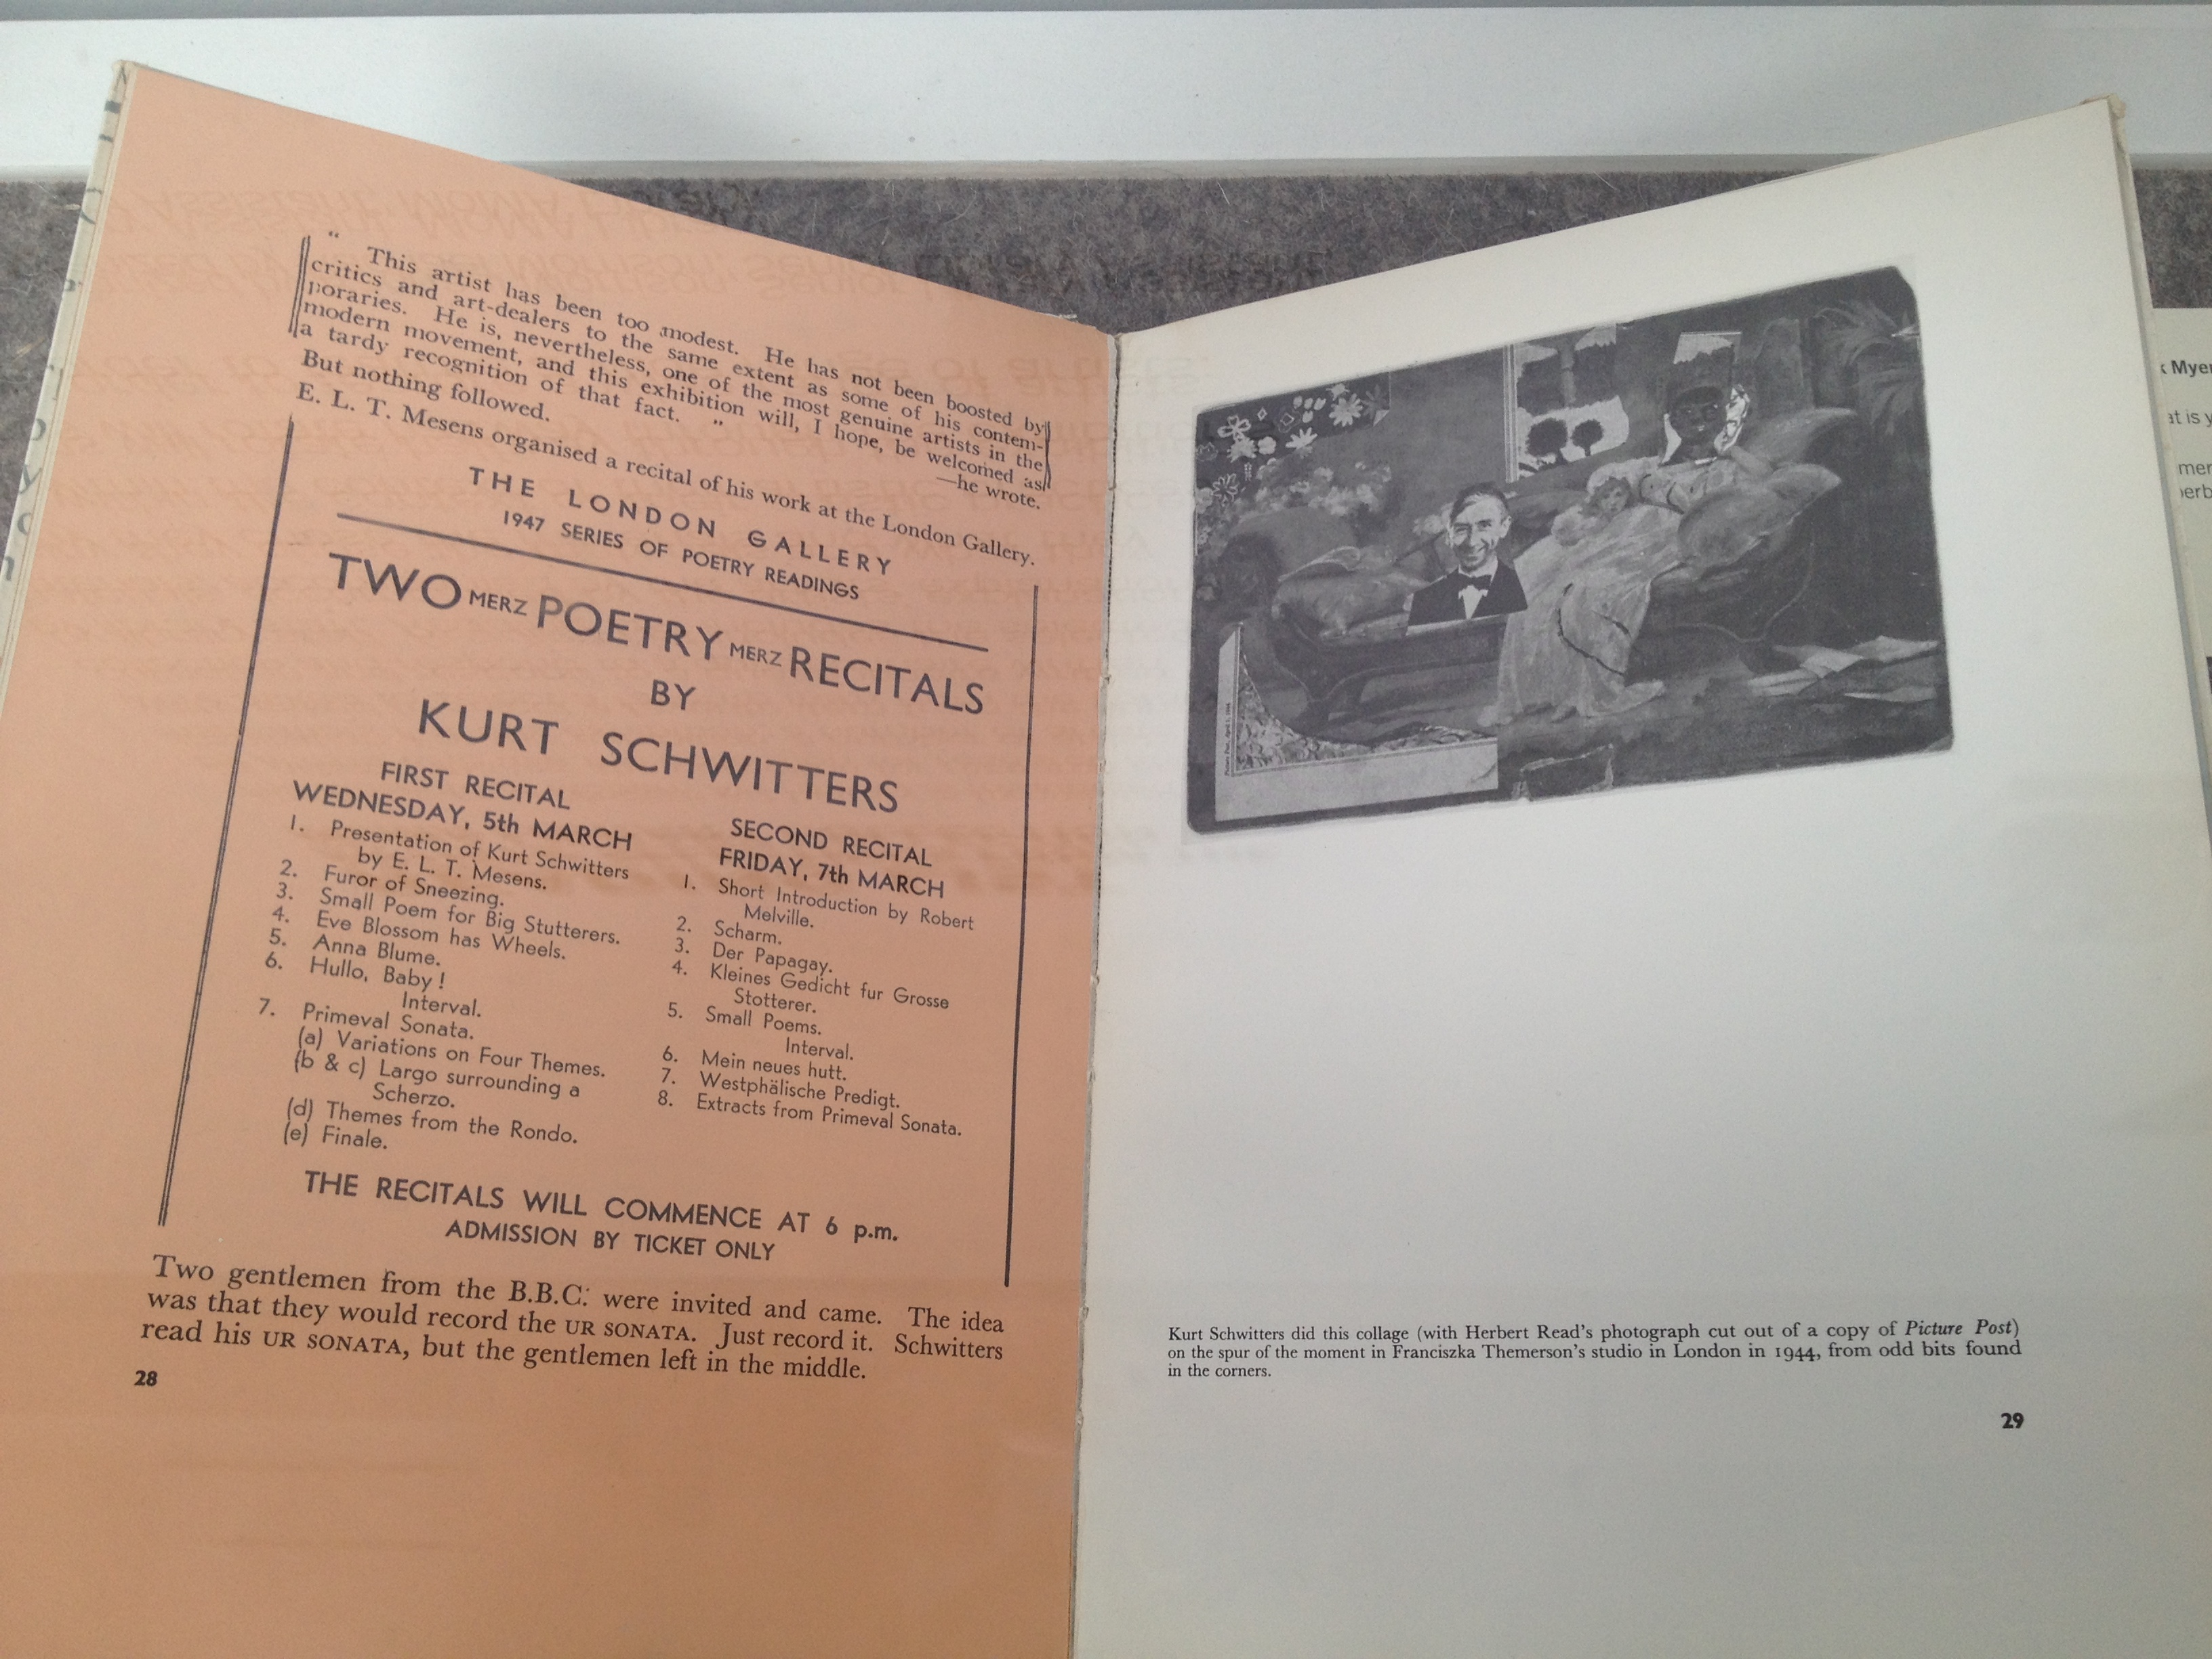 “ This artist has been too modest. He has not been boosted by
critics and art-dealers to the same extent as some of his contem-
poraries. He is, nevertheless, one of the most genuine artists in the
modern movement, and this exhibition will, I hope, be welcomed as
a tardy recognition of that fact. ”
—he wrote.
But nothing followed.
E. L. T. Mesens organised a recital of his work at the London Gallery.
THE LONDON GALLERY
1947 SERIES OF POETRY READINGS
TWO MERZ POETRY MERZ RECITALS
BY
KURT SCHWITTERS
FIRST RECITAL
WEDNESDAY, 5th MARCH
1. Presentation of Kurt Schwitters
by E. L. T. Mesens.
2. Furor of Sneezing.
3. Small Poem for Big Stutterers.
4. Eve Blossom has Wheels.
5. Anna Blume.
6. Hullo, Baby !
Interval.
7. Primeval Sonata.
(a) Variations on Four Themes.
(b & c) Largo surrounding a
Scherzo.
(d) Themes from the Rondo.
(e) Finale.
SECOND RECITAL
FRIDAY, 7th MARCH
1. Short Introduction by Robert
Melville.
2. Scharm.
3. Der Papagay.
4. Kleines Gedicht fur Grosse
Stotterer.
5. Small Poems.
Interval.
6. Mein neues hutt.
7. Westphälische Predigt.
8. Extracts from Primeval Sonata.
THE RECITALS WILL COMMENCE AT 6 p.m.
ADMISSION BY TICKET ONLY
Two gentlemen from the B.B.C. were invited and came. The idea
was that they would record the UR SONATA. Just record it. Schwitters
read his UR SONATA, but the gentlemen left in the middle.
28
Kurt Schwitters did this collage (with Herbert Read's photograph cut out of a copy of Picture Post)
on the spur of the moment in Franciszka Themerson's studio in London in 1944, from odd bits found
in the corners.
29